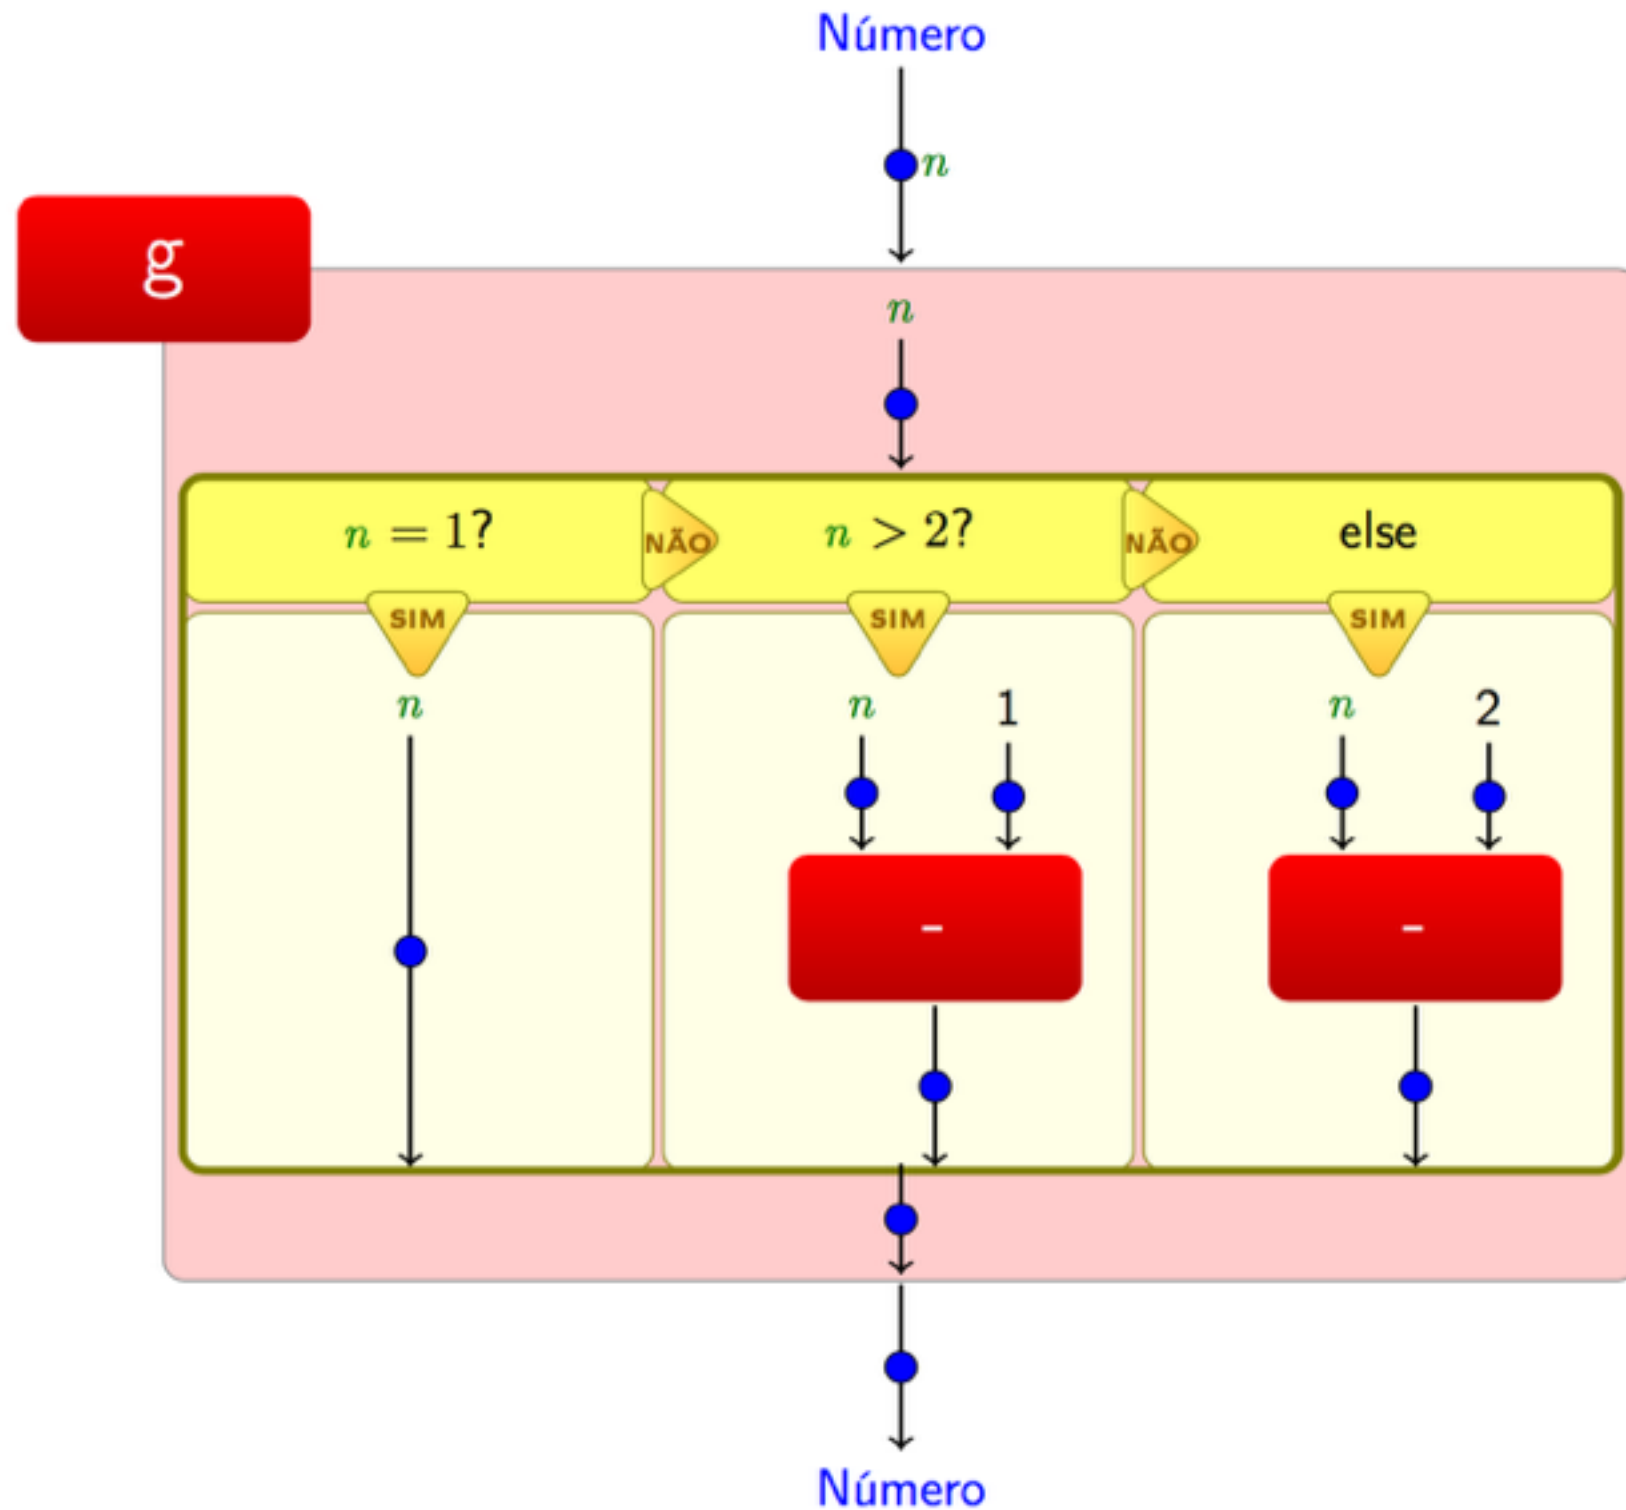 Número
n
g
n
n = 1?
NÃO
n > 2?
NÃO
else
SIM
SIM
SIM
n
n
1
n
2
-
-
Número